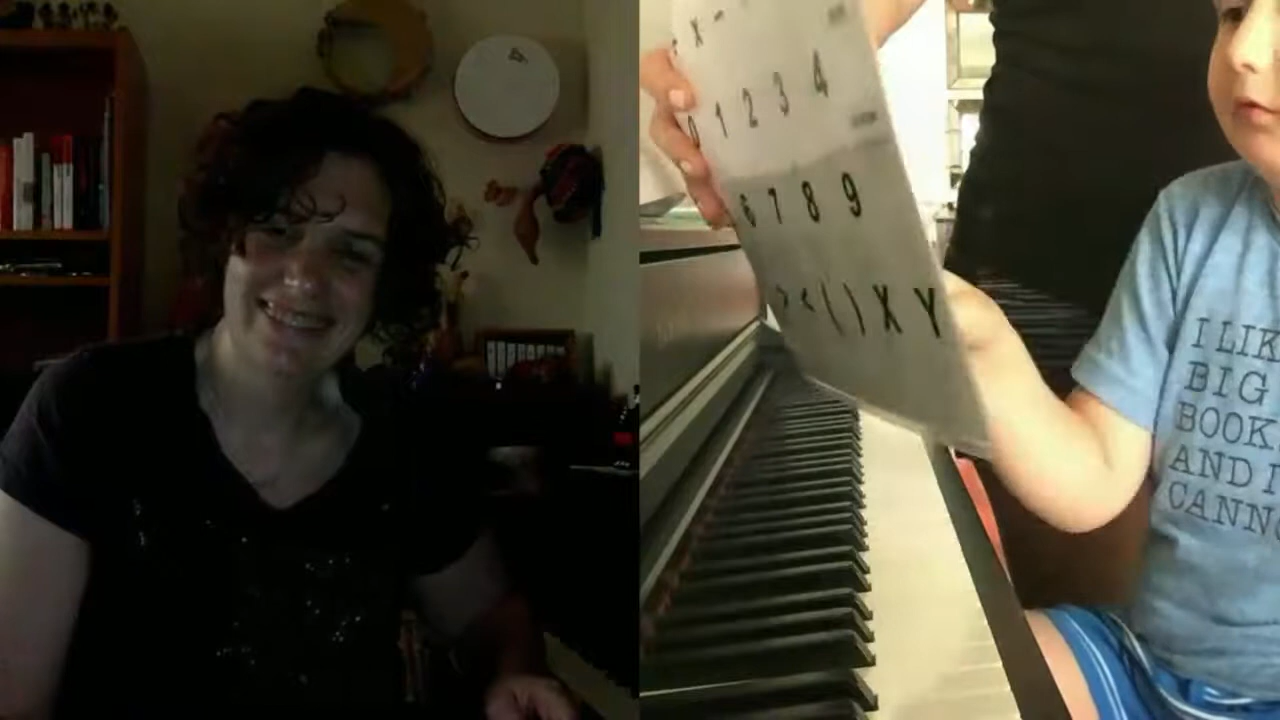 X -
0 1 2 3 4
6 7 8 9
> < ( ) X Y
I LIK
BIG
BOOK
AND I
CANNO